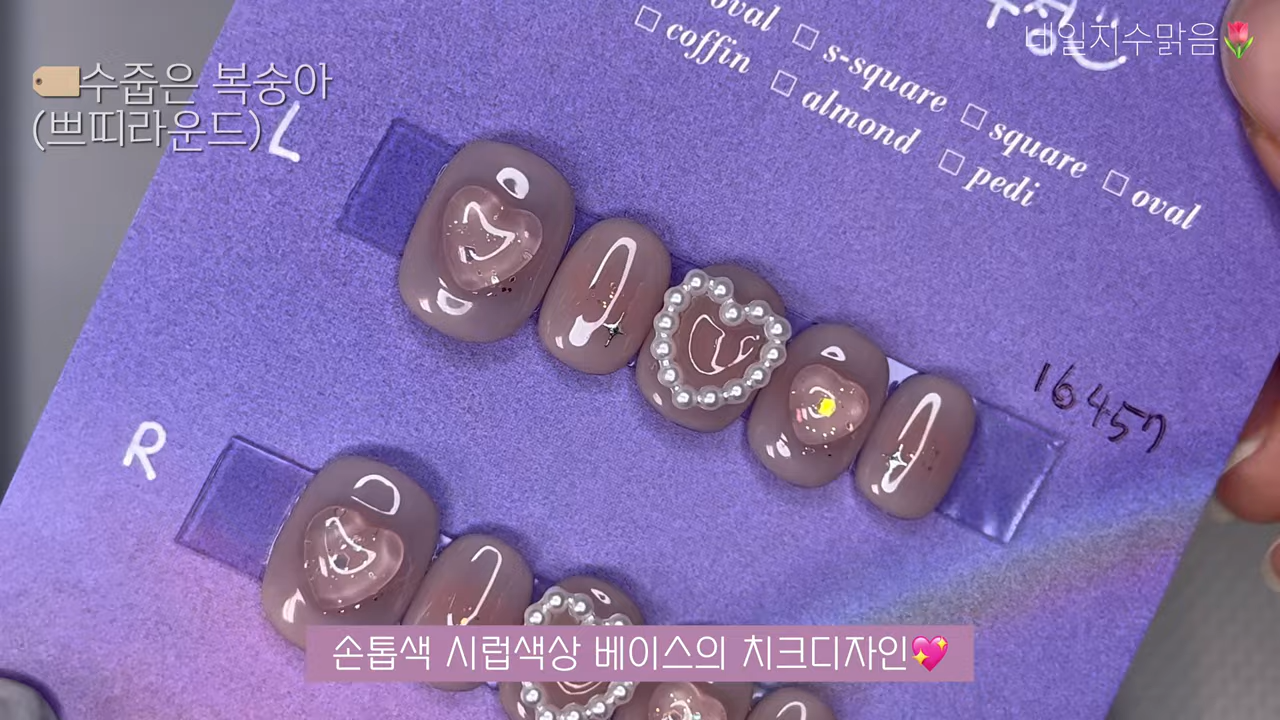 네일지수맑음
수줍은 복숭아
(쁘띠라운드)
oval □ s-square □ square □ oval
□ coffin □ almond □ pedi
L
16457
R
손톱색 시럽색상 베이스의 치크디자인